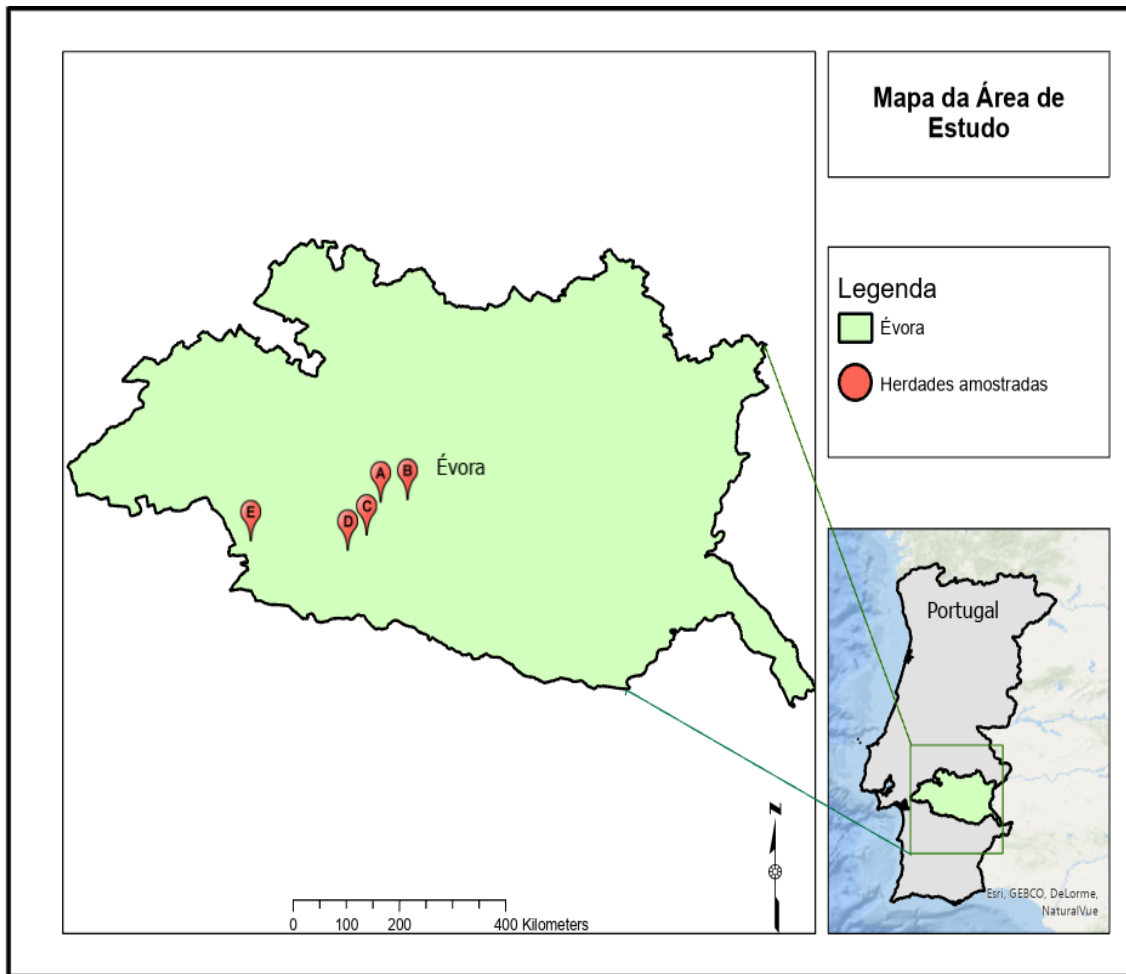 Mapa da Área de
Estudo
Legenda
Évora
Herdades amostradas
A
B
Évora
C
E
D
Portugal
Esri, GEBCO, DeLorme,
NaturalVue
N
0 100 200 400 Kilometers